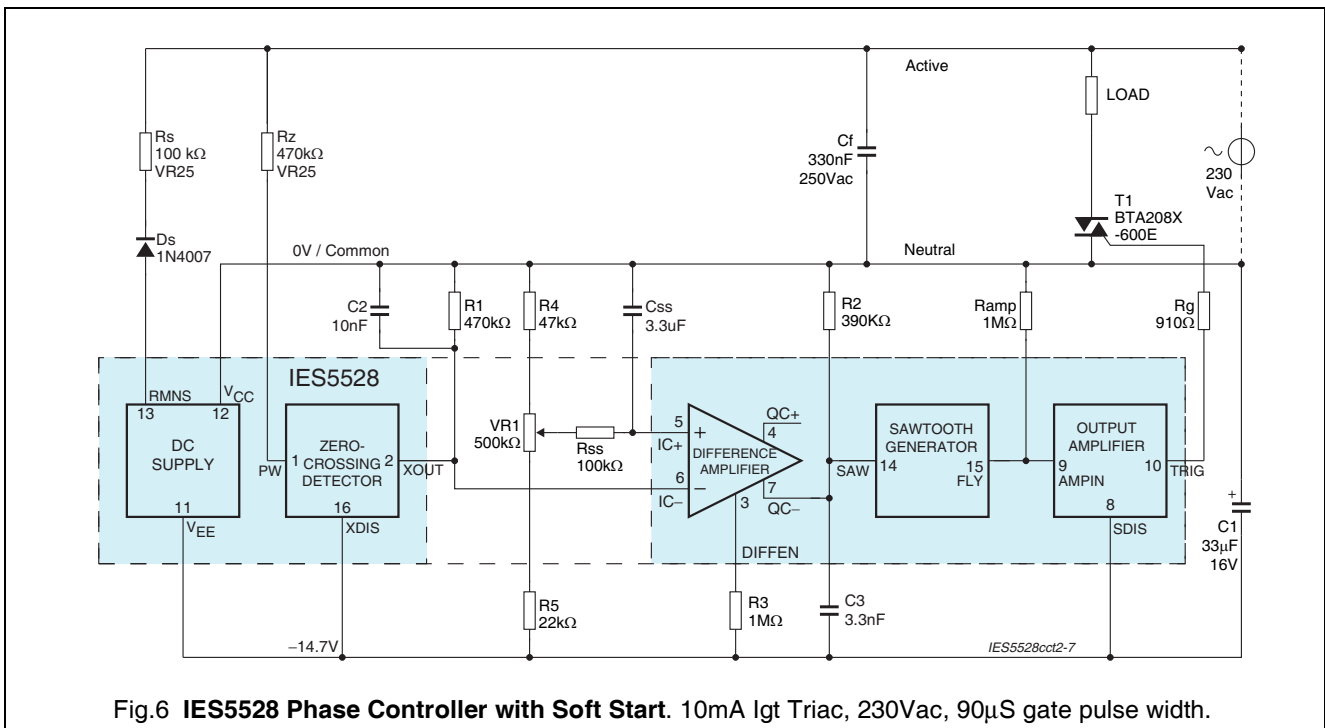 Active
LOAD
Rs
100 kΩ
VR25
Rz
470kΩ
VR25
Cf
330nF
250Vac
230
Vac
T1
BTA208X
-600E
Ds
1N4007
0V / Common
Neutral
C2
10nF
R1
470kΩ
R4
47kΩ
Css
3.3uF
R2
390KΩ
Ramp
1MΩ
Rg
910Ω
IES5528
RMNS
VCC
13
12
DC
SUPPLY
11
VEE
PW
1
ZERO-
CROSSING
DETECTOR
2
XOUT
16
XDIS
VR1
500kΩ
Rss
100kΩ
5
IC+
+
6
IC−
−
DIFFERENCE
AMPLIFIER
QC+
4
7
QC−
3
DIFFEN
SAW
14
SAWTOOTH
GENERATOR
15
FLY
OUTPUT
AMPLIFIER
9
AMPIN
10
TRIG
8
SDIS
+
C1
33μF
16V
R5
22kΩ
R3
1MΩ
C3
3.3nF
−14.7V
IES5528cct2-7
Fig.6 IES5528 Phase Controller with Soft Start. 10mA Igt Triac, 230Vac, 90μS gate pulse width.